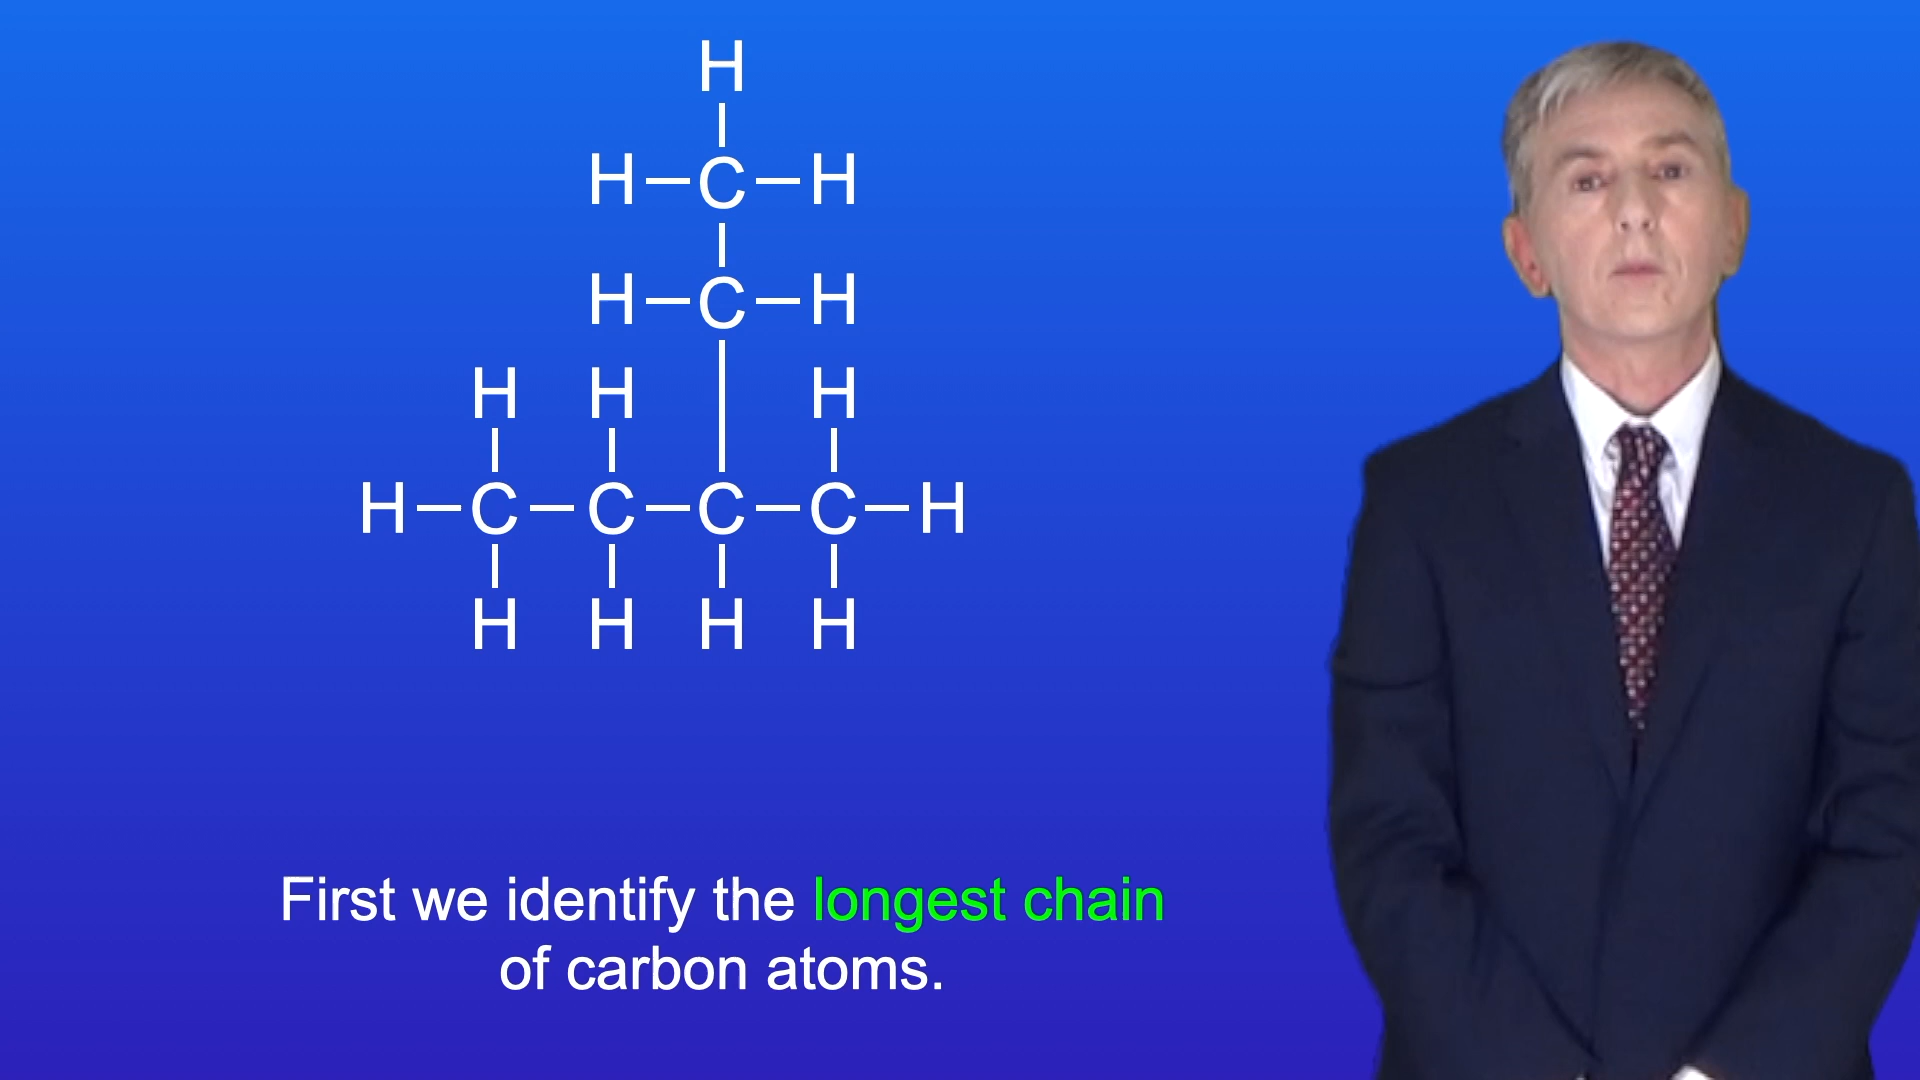 H
H-C-H
H-C-H
H H H
H-C-C-C-C-H
H H H H
First we identify the longest chain
of carbon atoms.